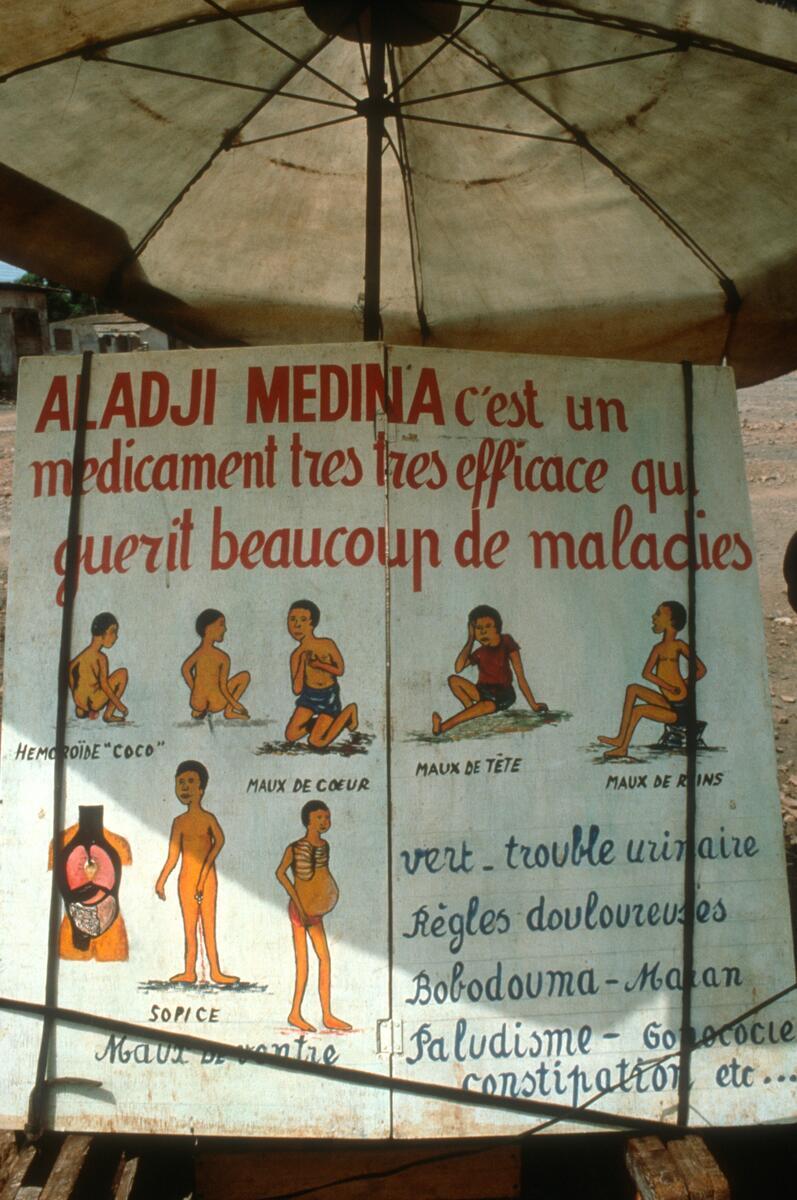 ALADJI MEDINA c'est un
medicament tres tres efficace qui
guerit beaucoup de maladies
HEMOROÏDE "COCO"
MAUX DE COEUR
MAUX DE TÊTE
MAUX DE REINS
SOPICE
Maux DE ventre
vert - trouble urinaire
Règles douloureuses
Bobodouma - Maran
Paludisme - Gonococie
constipation etc...